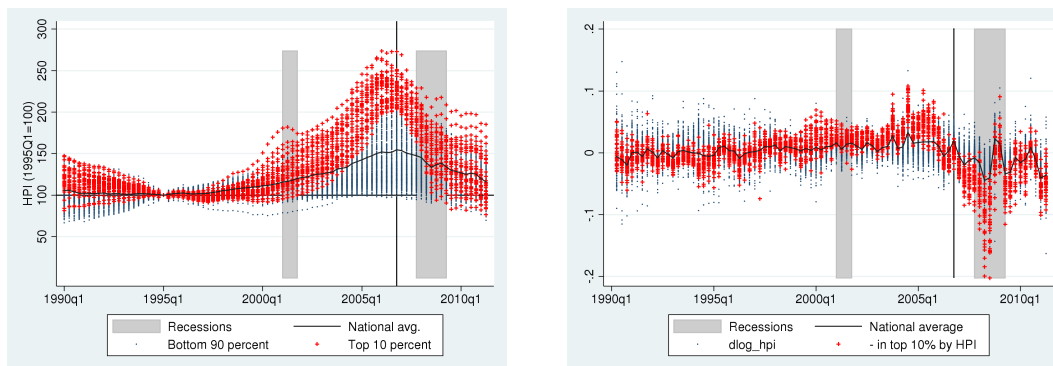 HPI (1995Q1 =100)
300
250
200
150
100
50
1990q1 1995q1 2000q1 2005q1 2010q1
Recessions National avg.
Bottom 90 percent Top 10 percent
.2
.1
0
-.1
-.2
1990q1 1995q1 2000q1 2005q1 2010q1
Recessions National average
dlog_hpi - in top 10% by HPI